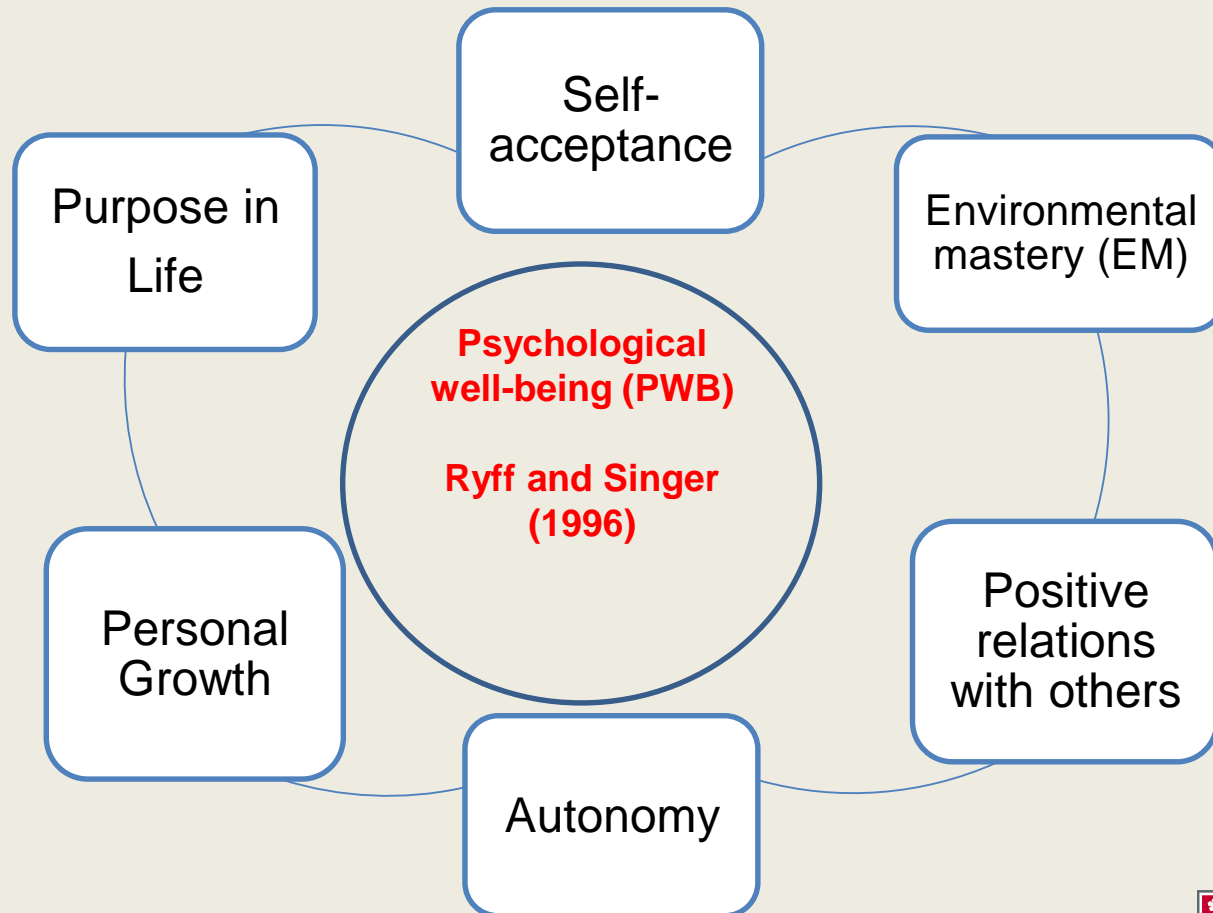 Self-
acceptance
Environmental
mastery (EM)
Positive
relations
with others
Autonomy
Personal
Growth
Purpose in
Life
Psychological
well-being (PWB)
Ryff and Singer
(1996)